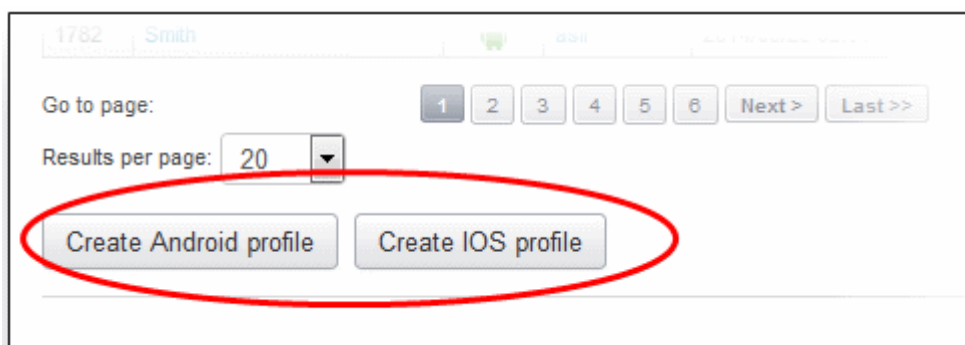 1782 Smith
Go to page: 1 2 3 4 5 6 Next > Last >>
Results per page: 20
Create Android profile Create IOS profile